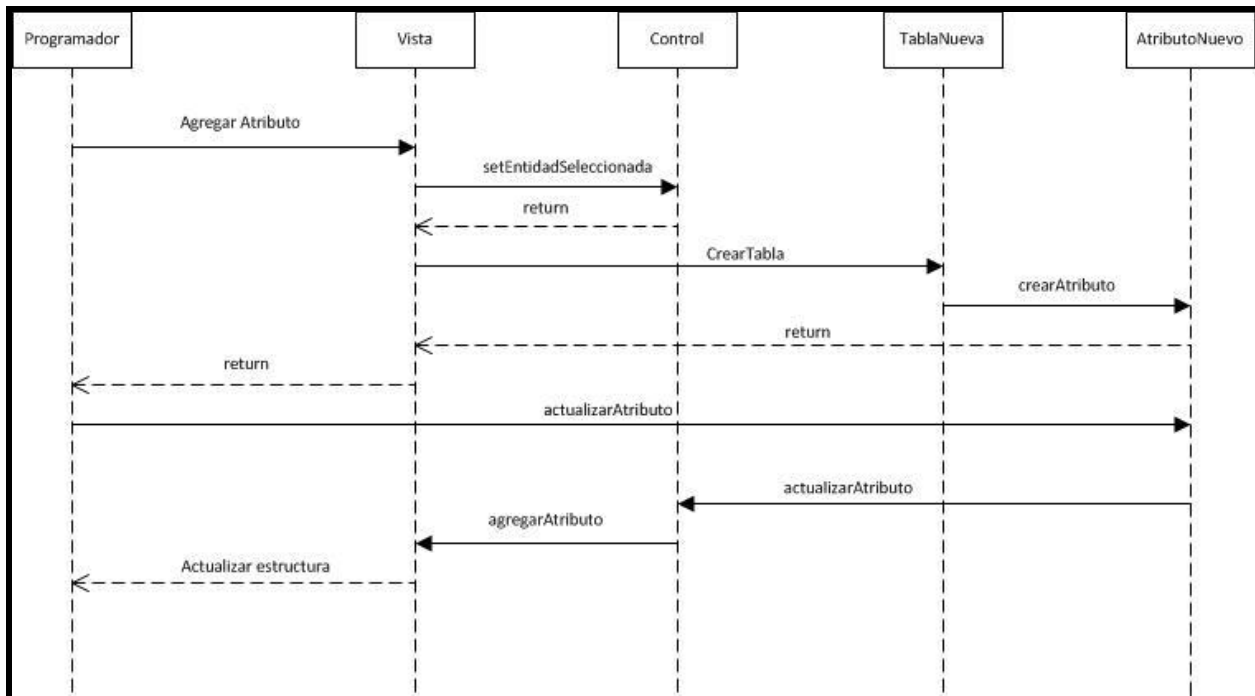 Programador
Vista
Control
TablaNueva
AtributoNuevo
Agregar Atributo
setEntidadSeleccionada
return
CrearTabla
crearAtributo
return
return
actualizarAtributo
actualizarAtributo
agregarAtributo
Actualizar estructura